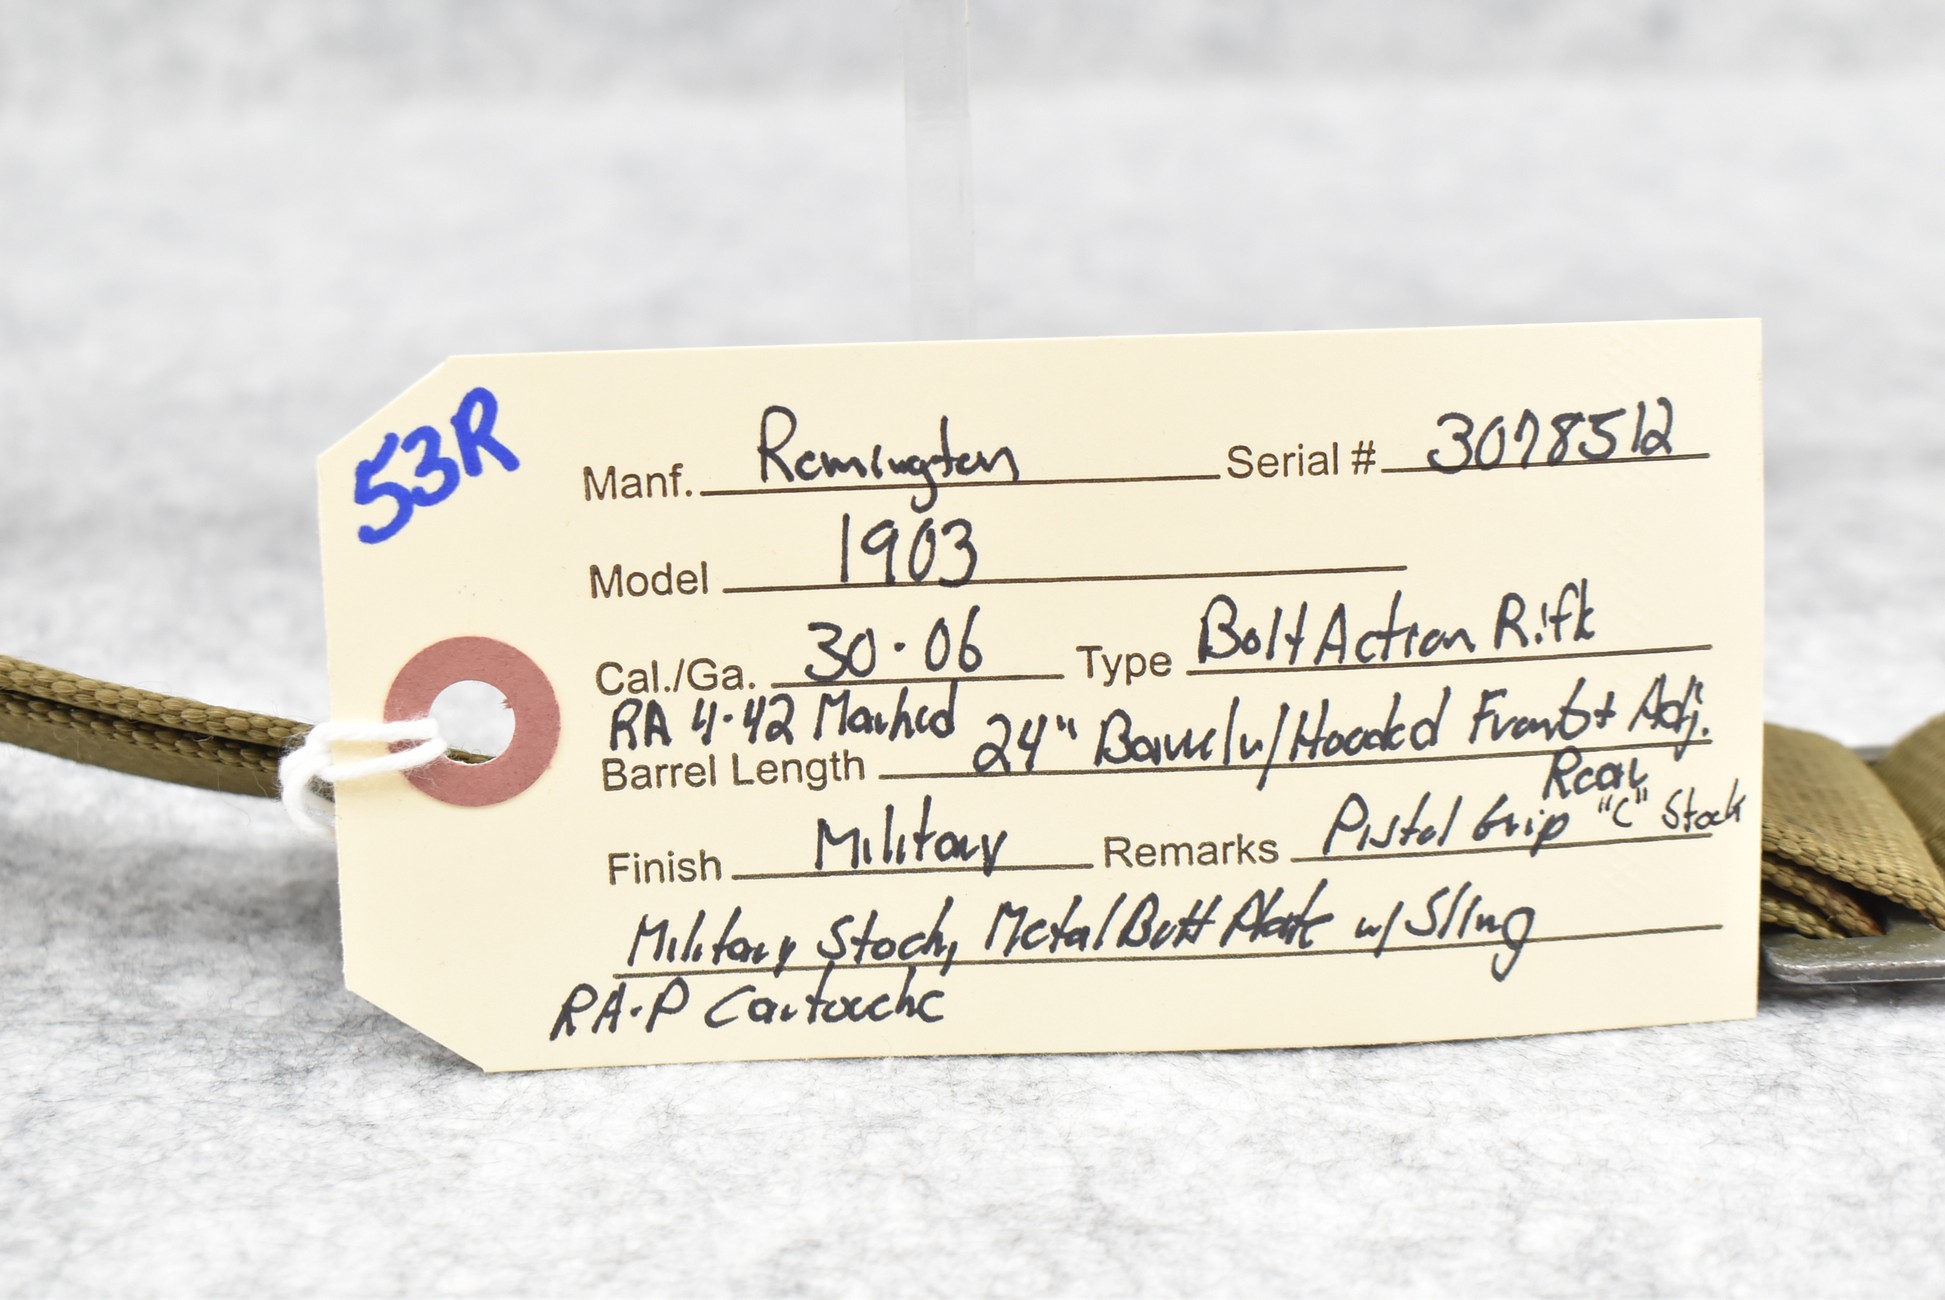 53R
Manf. Remington Serial # 3078512
Model 1903
Cal./Ga. 30-06 Type Bolt Action Rifle
RA 4-42 Marked
Barrel Length 24" Barrel w/ Hooded Front + Adj.
Rear
Finish Military Remarks Pistol Grip "C" Stock
Military Stock, Metal Butt Plate w/ Sling
RA-P Cartouche